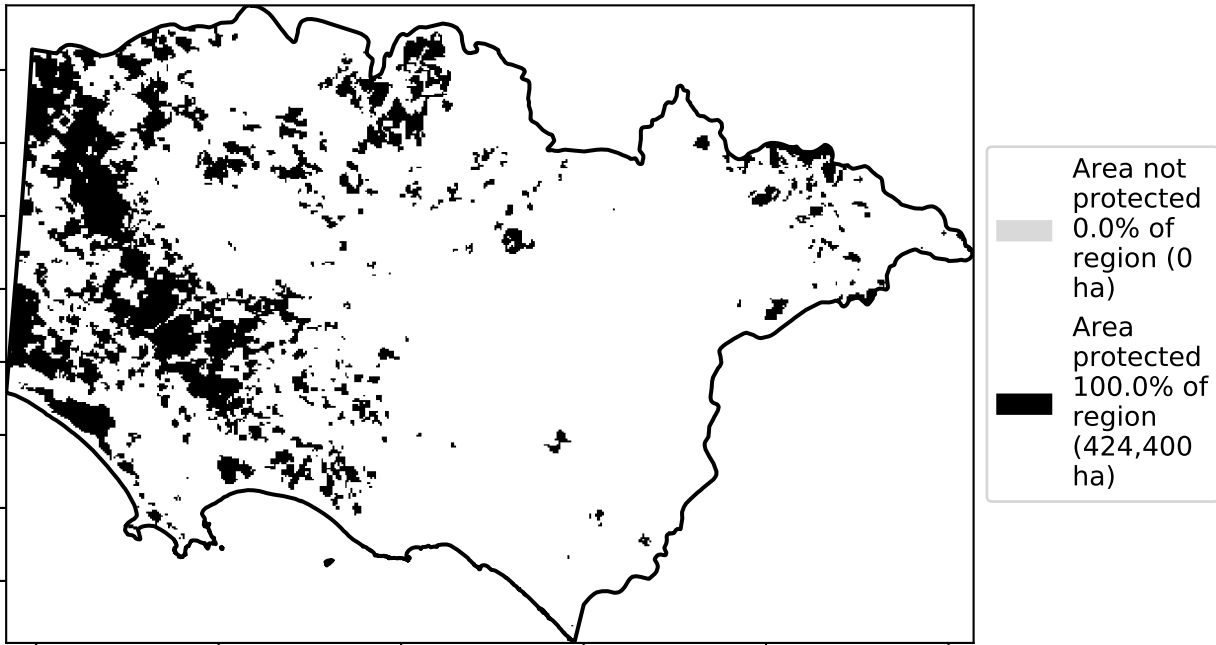 Area not
protected
0.0% of
region (0
ha)
Area
protected
100.0% of
region
(424,400
ha)